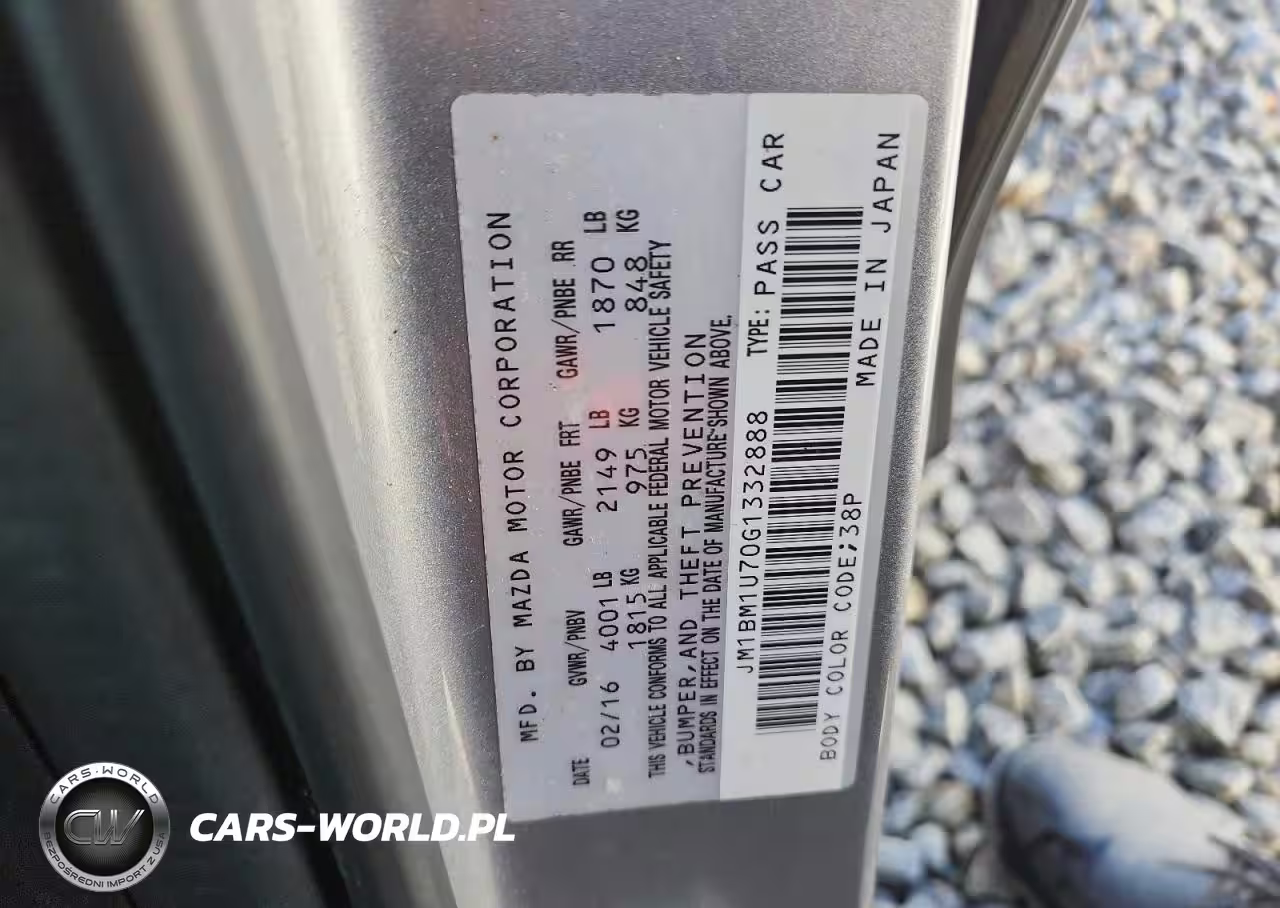 MFD. BY MAZDA MOTOR CORPORATION
DATE GVWR/PNBV GAWR/PNBE FRT GAWR/PNBE RR
02/16 4001 LB 2149 LB 1870 LB
1815 KG 975 KG 848 KG
THIS VEHICLE CONFORMS TO ALL APPLICABLE FEDERAL MOTOR VEHICLE SAFETY
,BUMPER,AND THEFT PREVENTION
STANDARDS IN EFFECT ON THE DATE OF MANUFACTURE SHOWN ABOVE.
JM1BM1U70G1332888 TYPE: PASS CAR
BODY COLOR CODE;38P MADE IN JAPAN
CARS-WORLD
CW
BEZPOŚREDNI IMPORT Z USA
CARS-WORLD.PL